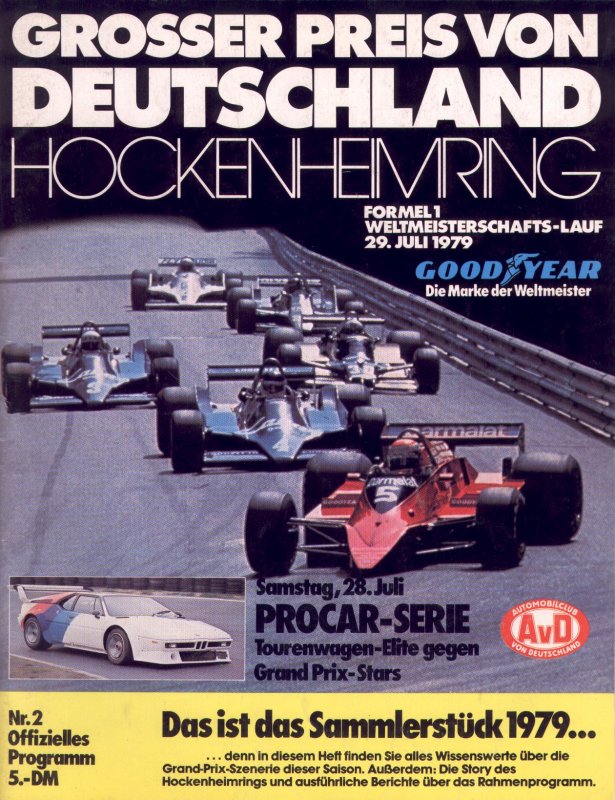 GROSSER PREIS VON
DEUTSCHLAND
HOCKENHEIMRING
FORMEL 1
WELTMEISTERSCHAFTS-LAUF
29. JULI 1979
GOOD YEAR
Die Marke der Weltmeister
parmalat
parmalat
5
GOODYEAR
Samstag, 28. Juli
PROCAR-SERIE
Tourenwagen-Elite gegen
Grand Prix-Stars
AUTOMOBILCLUB
AvD
VON DEUTSCHLAND
Nr. 2
Offizielles
Programm
5.-DM
Das ist das Sammlerstück 1979...
... denn in diesem Heft finden Sie alles Wissenswerte über die
Grand-Prix-Szenerie dieser Saison. Außerdem: Die Story des
Hockenheimrings und ausführliche Berichte über das Rahmenprogramm.